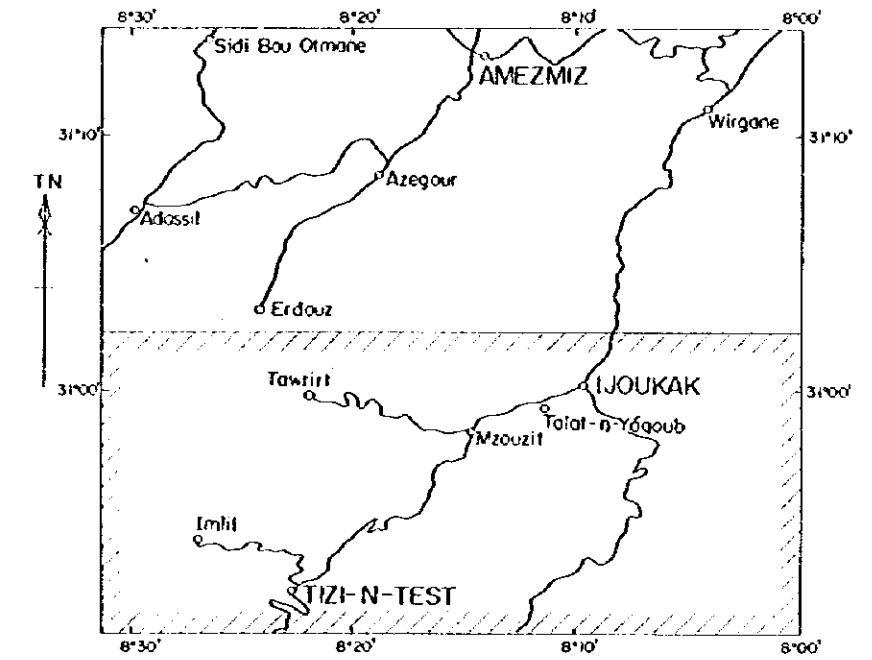 8°30' 8°20' 8°10' 8°00'
Sidi Bou Otmane
AMEZMIZ
Wirgane
31°10' 31°10'
Azegour
TN
Adassil
Erdouz
Tawrirt
IJOUKAK
31°00' 31°00'
Talat-n-Yagoub
Mzouzit
Imlil
TIZI-N-TEST
8°30' 8°20' 8°10' 8°00'